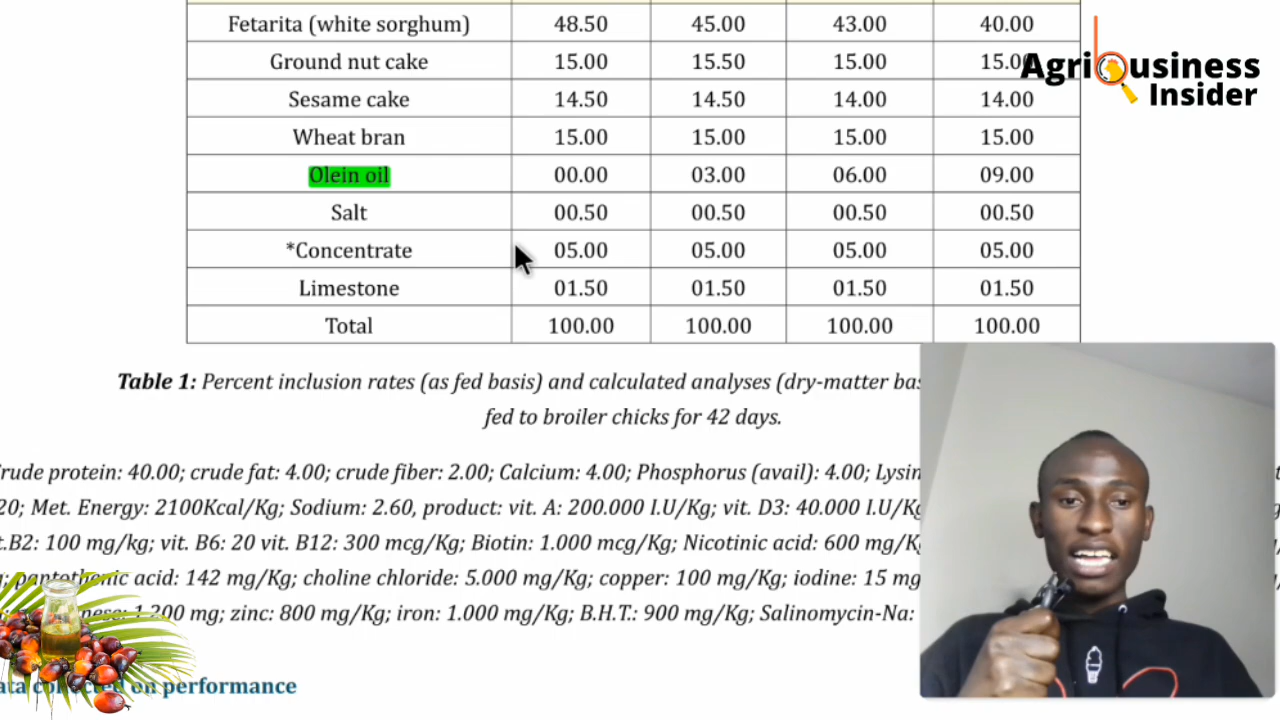 Fetarita (white sorghum) 48.50 45.00 43.00 40.00
Ground nut cake 15.00 15.50 15.00 15.00
Sesame cake 14.50 14.50 14.00 14.00
Wheat bran 15.00 15.00 15.00 15.00
Olein oil 00.00 03.00 06.00 09.00
Salt 00.50 00.50 00.50 00.50
*Concentrate 05.00 05.00 05.00 05.00
Limestone 01.50 01.50 01.50 01.50
Total 100.00 100.00 100.00 100.00
Agribusiness
Insider
Table 1: Percent inclusion rates (as fed basis) and calculated analyses (dry-matter bas
fed to broiler chicks for 42 days.
rude protein: 40.00; crude fat: 4.00; crude fiber: 2.00; Calcium: 4.00; Phosphorus (avail): 4.00; Lysin
20; Met. Energy: 2100Kcal/Kg; Sodium: 2.60, product: vit. A: 200.000 I.U/Kg; vit. D3: 40.000 I.U/Kg
.B2: 100 mg/kg; vit. B6: 20 vit. B12: 300 mcg/Kg; Biotin: 1.000 mcg/Kg; Nicotinic acid: 600 mg/Kg
pantothenic acid: 142 mg/Kg; choline chloride: 5.000 mg/Kg; copper: 100 mg/Kg; iodine: 15 mg
nese: 1.200 mg; zinc: 800 mg/Kg; iron: 1.000 mg/Kg; B.H.T.: 900 mg/Kg; Salinomycin-Na:
ata collected on performance